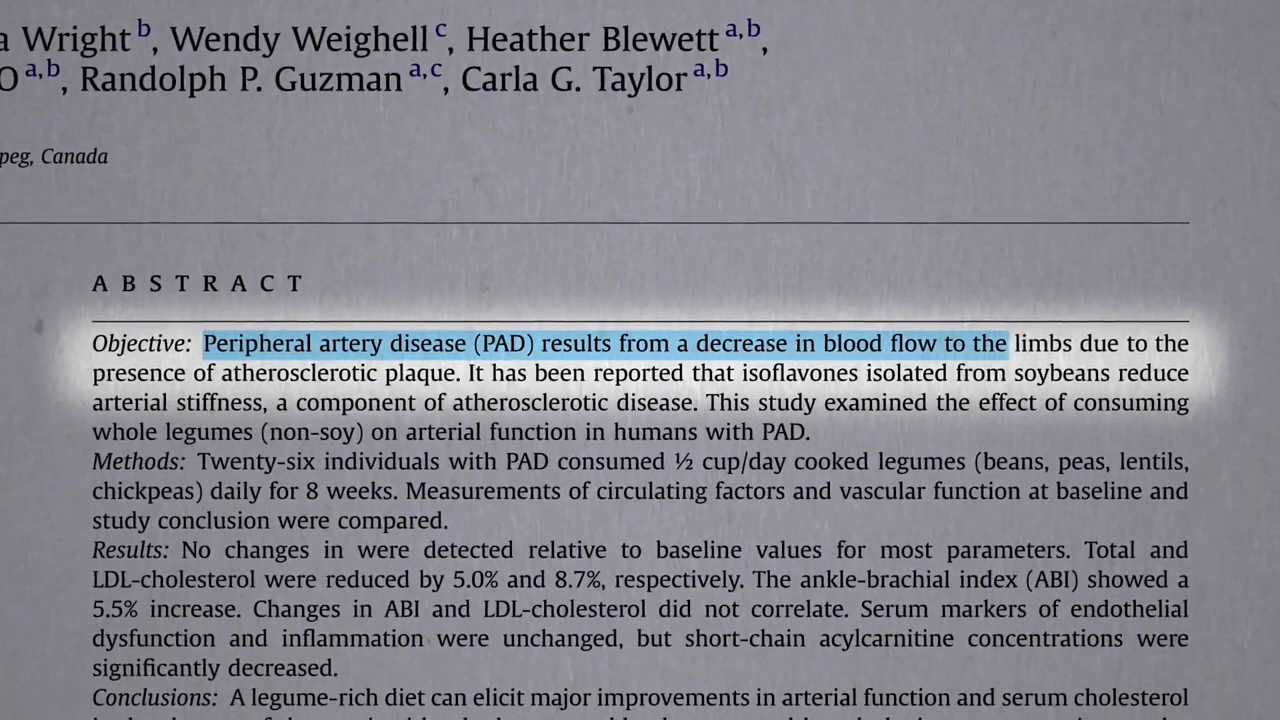 a Wright b, Wendy Weighell c, Heather Blewett a,b,
O a,b, Randolph P. Guzman a,c, Carla G. Taylor a,b
peg, Canada
A B S T R A C T
Objective: Peripheral artery disease (PAD) results from a decrease in blood flow to the limbs due to the
presence of atherosclerotic plaque. It has been reported that isoflavones isolated from soybeans reduce
arterial stiffness, a component of atherosclerotic disease. This study examined the effect of consuming
whole legumes (non-soy) on arterial function in humans with PAD.
Methods: Twenty-six individuals with PAD consumed ½ cup/day cooked legumes (beans, peas, lentils,
chickpeas) daily for 8 weeks. Measurements of circulating factors and vascular function at baseline and
study conclusion were compared.
Results: No changes in were detected relative to baseline values for most parameters. Total and
LDL-cholesterol were reduced by 5.0% and 8.7%, respectively. The ankle-brachial index (ABI) showed a
5.5% increase. Changes in ABI and LDL-cholesterol did not correlate. Serum markers of endothelial
dysfunction and inflammation were unchanged, but short-chain acylcarnitine concentrations were
significantly decreased.
Conclusions: A legume-rich diet can elicit major improvements in arterial function and serum cholesterol